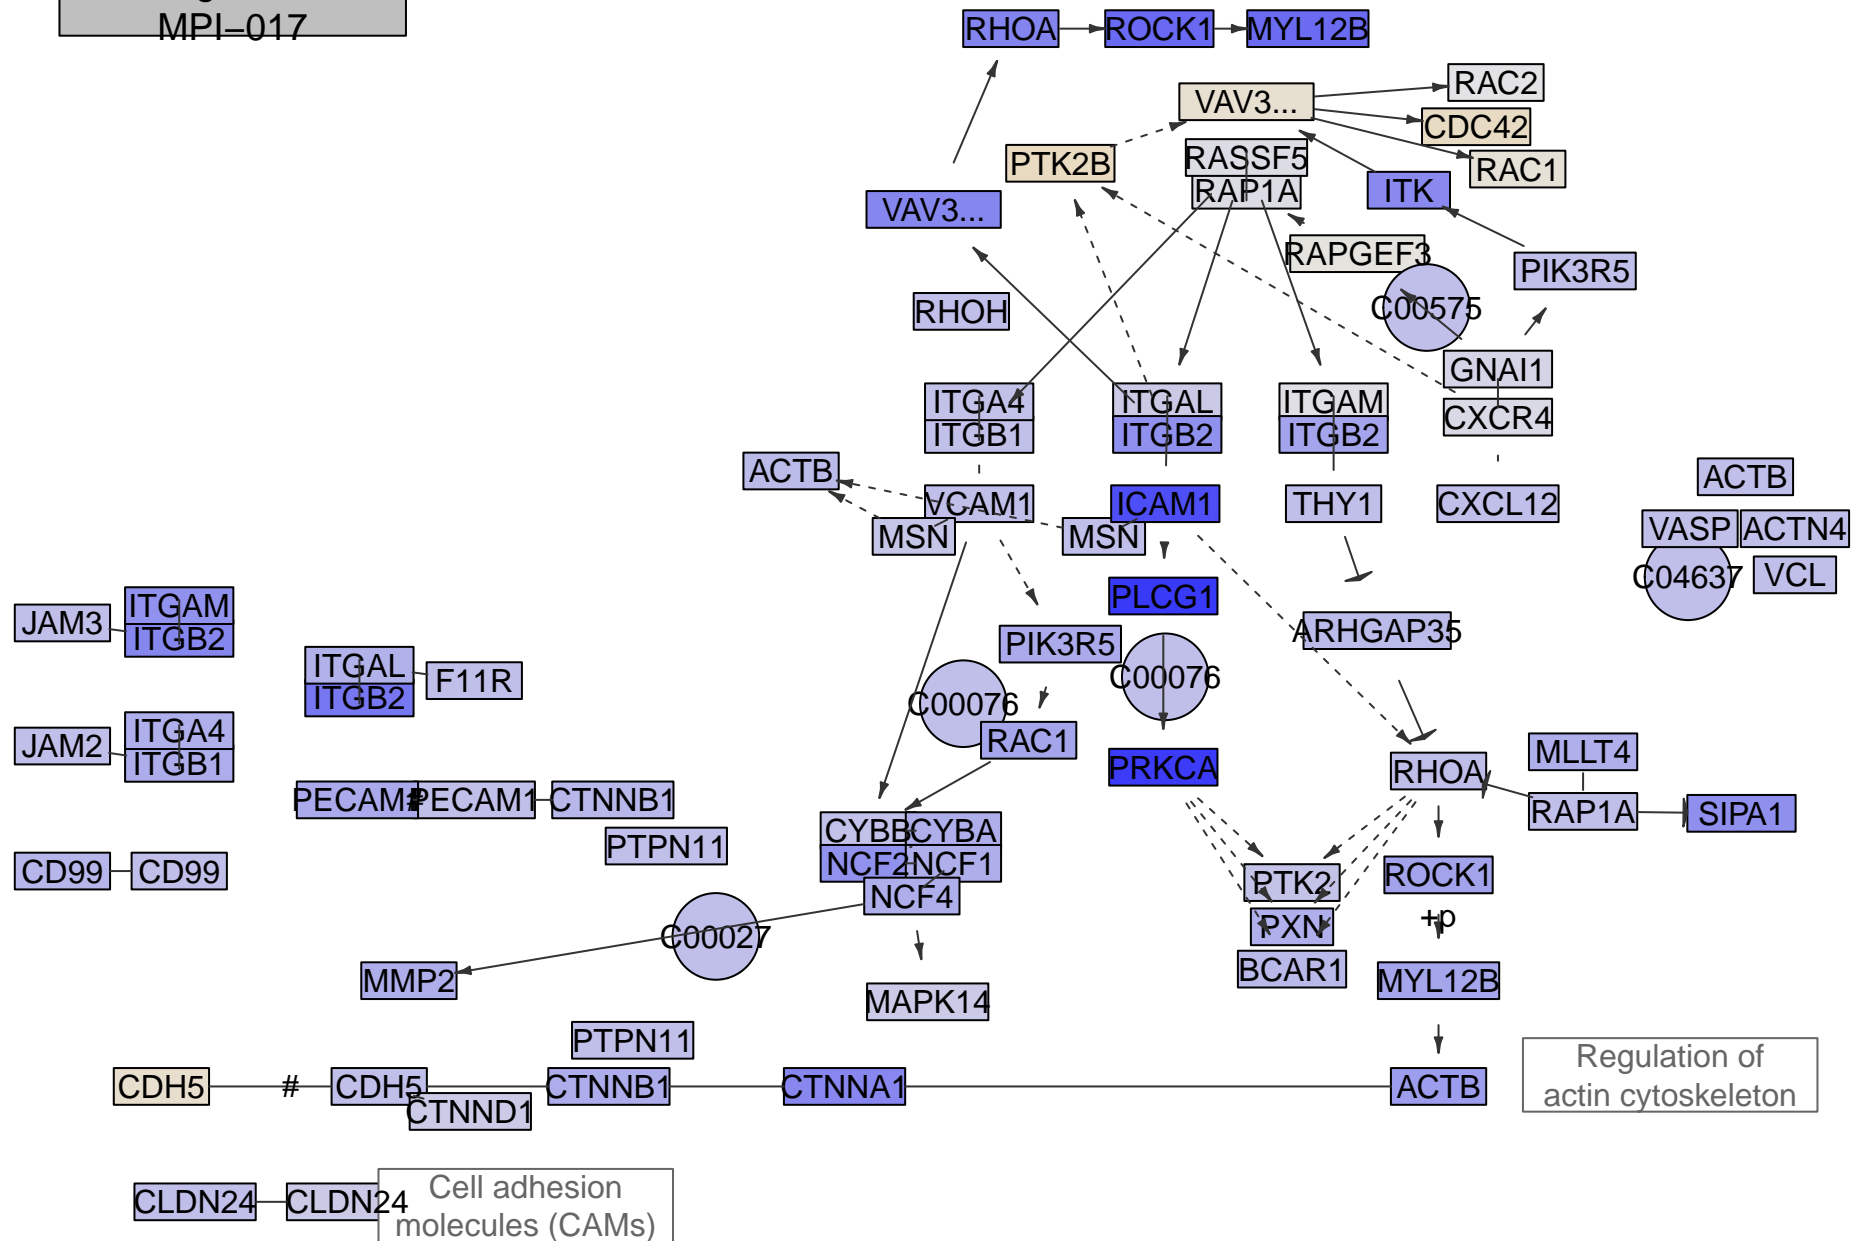 MPI−017
RHOA
ROCK1
MYL12B
RAC2
VAV3...
CDC42
RASSF5
PTK2B
RAC1
RAP1A
ITK
VAV3...
RAPGEF3
PIK3R5
RHOH
C00575
GNAI1
ITGA4
ITGAL
ITGAM
CXCR4
ITGB1
ITGB2
ITGB2
ACTB
ACTB
VCAM1
ICAM1
THY1
CXCL12
MSN
MSN
VASP
ACTN4
C04637
VCL
PLCG1
ITGAM
JAM3
ITGB2
ARHGAP35
PIK3R5
ITGAL
F11R
C00076
ITGB2
C00076
ITGA4
JAM2
ITGB1
RAC1
MLLT4
PRKCA
RHOA
PECAM1
#
PECAM1
CTNNB1
RAP1A
SIPA1
CYBB
CYBA
PTPN11
NCF2
NCF1
CD99
CD99
PTK2
ROCK1
NCF4
+p
PXN
C00027
BCAR1
MMP2
MYL12B
MAPK14
PTPN11
Regulation of
actin cytoskeleton
CDH5
#
CDH5
CTNNB1
CTNNA1
ACTB
CTNND1
CLDN24
CLDN24
Cell adhesion
molecules (CAMs)